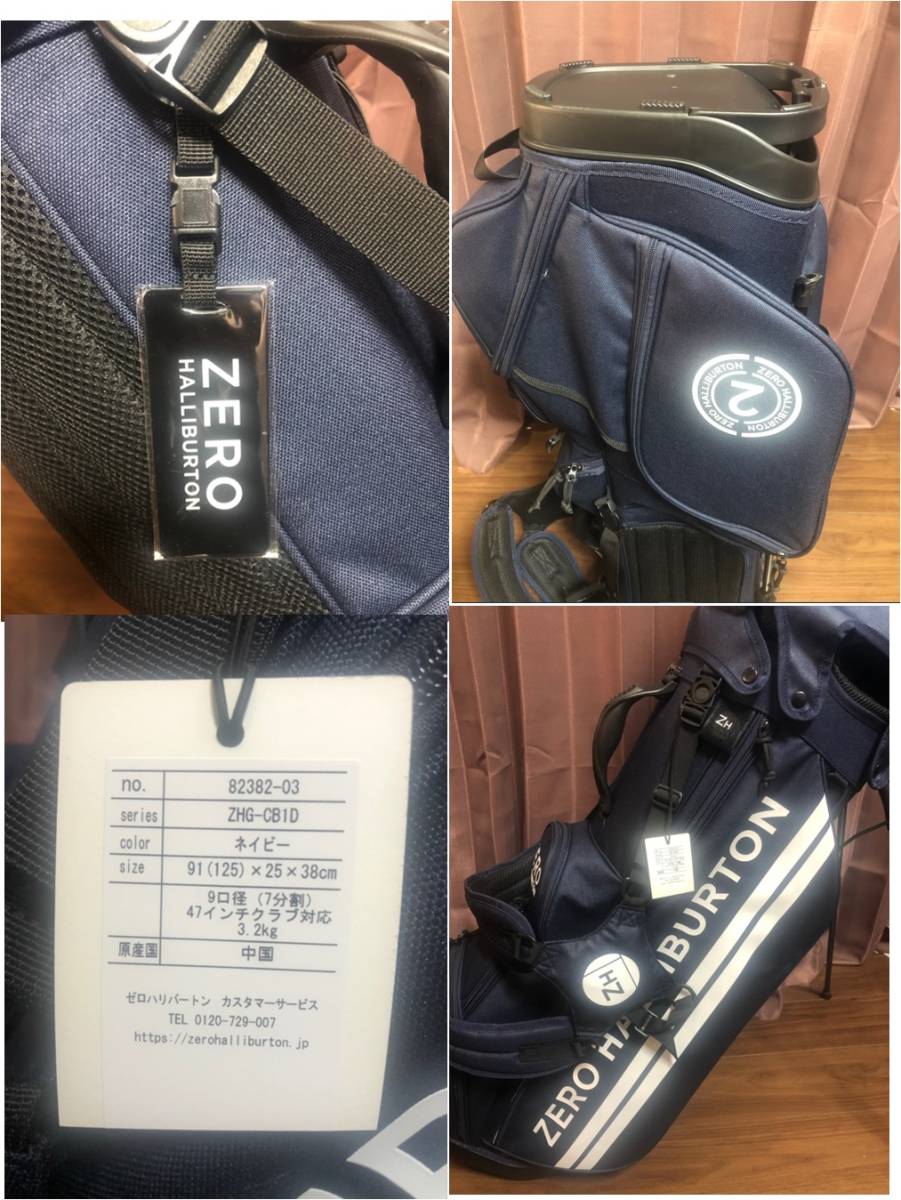 ZERO
HALLIBURTON
ZERO HALLIBURTON
2
ZERO HALLIBURTON
no. 82382-03
series ZHG-CB1D
color ネイビー
size 91(125)×25×38cm
9口径 (7分割)
47インチクラブ対応
3.2kg
原産国 中国
ゼロハリバートン カスタマーサービス
TEL 0120-729-007
https://zerohalliburton.jp
ZH
ZH
ZERO HA LIBURTON